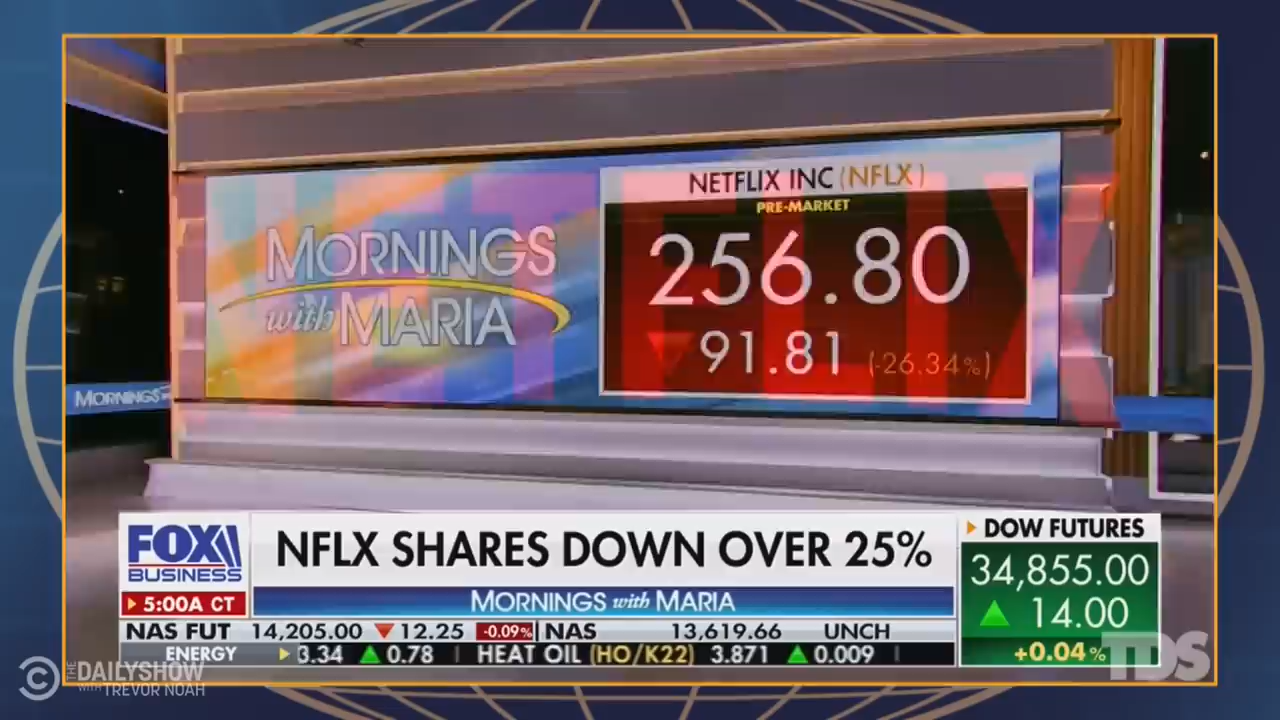 NETFLIX
NETFLIX INC (NFLX)
PRE-MARKET
256.80
91.81 (-26.34%)
MORNINGS
with MARIA
MORNINGS
FOX
BUSINESS
5:00A CT
NFLX SHARES DOWN OVER 25%
MORNINGS with MARIA
DOW FUTURES
34,855.00
14.00
+0.04%
NAS FUT 14,205.00 12.25 -0.09% NAS 13,619.66 UNCH
ENERGY 3.34 0.78 HEAT OIL (HO/K22) 3.871 0.009
THE DAILYSHOW
WITH TREVOR NOAH
TDS